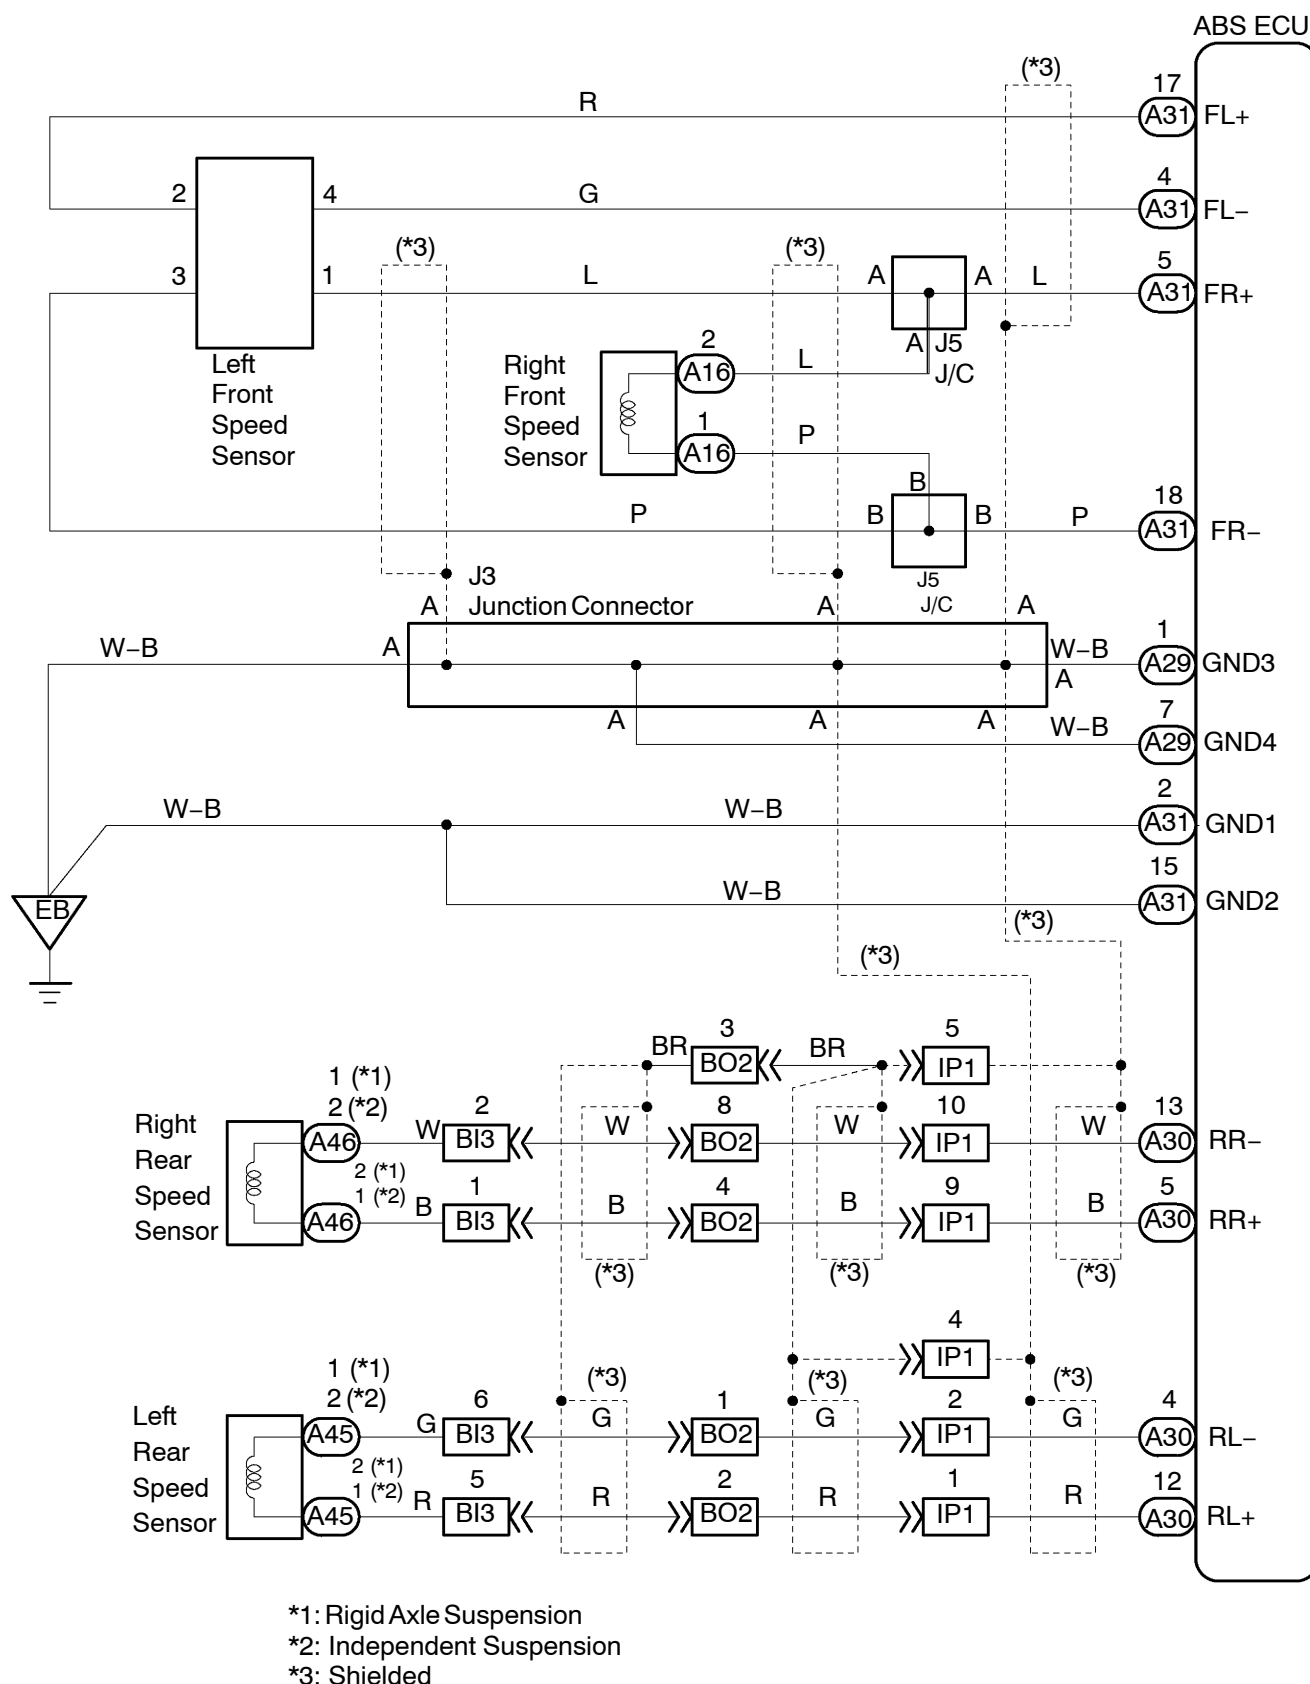 ABS ECU
(*3)
17
R
A31 FL+
2
4
G
4
A31 FL−
(*3)
(*3)
3
1
L
A
A
L
5
A31 FR+
Left
Front
Speed
Sensor
A
J5
J/C
Right
Front
Speed
Sensor
2
A16
L
1
A16
P
B
18
P
B
B
P
A31 FR−
J5
J/C
J3
Junction Connector
A
A
A
W−B
A
W−B
A
1
A29 GND3
A
A
A
W−B
7
A29 GND4
W−B
W−B
2
A31 GND1
W−B
15
A31 GND2
EB
(*3)
(*3)
BR
3
BO2
BR
5
IP1
Right
Rear
Speed
Sensor
1 (*1)
2 (*2)
A46
W
2
BI3
W
8
BO2
W
10
IP1
W
13
A30 RR−
2 (*1)
1 (*2)
A46
B
1
BI3
B
4
BO2
B
9
IP1
B
5
A30 RR+
(*3)
(*3)
(*3)
4
IP1
Left
Rear
Speed
Sensor
1 (*1)
2 (*2)
A45
G
6
BI3
(*3)
G
1
BO2
(*3)
G
2
IP1
(*3)
G
4
A30 RL−
2 (*1)
1 (*2)
A45
R
5
BI3
R
2
BO2
R
1
IP1
R
12
A30 RL+
*1: Rigid Axle Suspension
*2: Independent Suspension
*3: Shielded